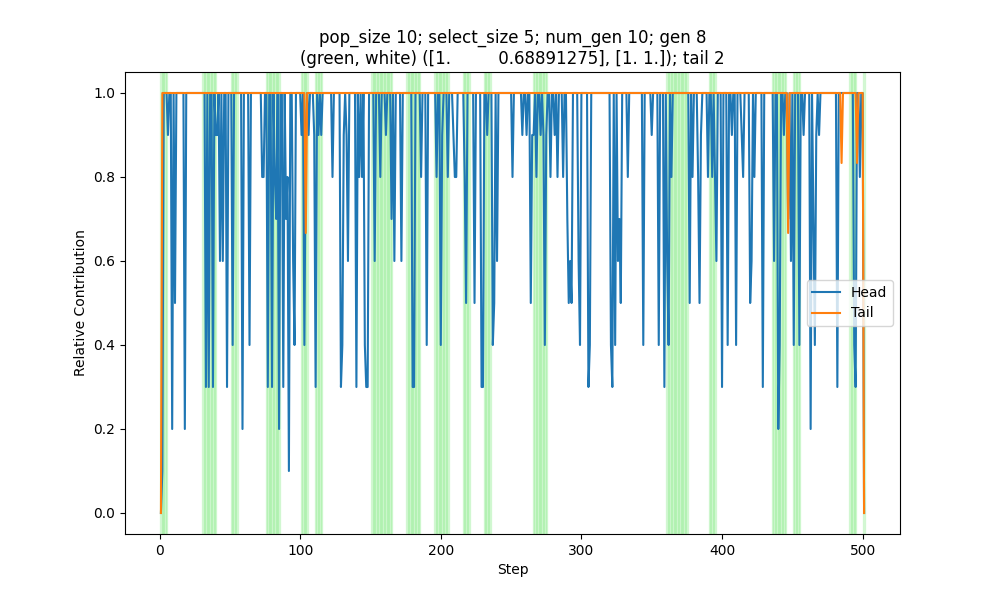 pop_size 10; select_size 5; num_gen 10; gen 8
(green, white) ([1. 0.68891275], [1. 1.]); tail 2
Relative Contribution
1.0
0.8
0.6
0.4
0.2
0.0
Head
Tail
0
100
200
300
400
500
Step